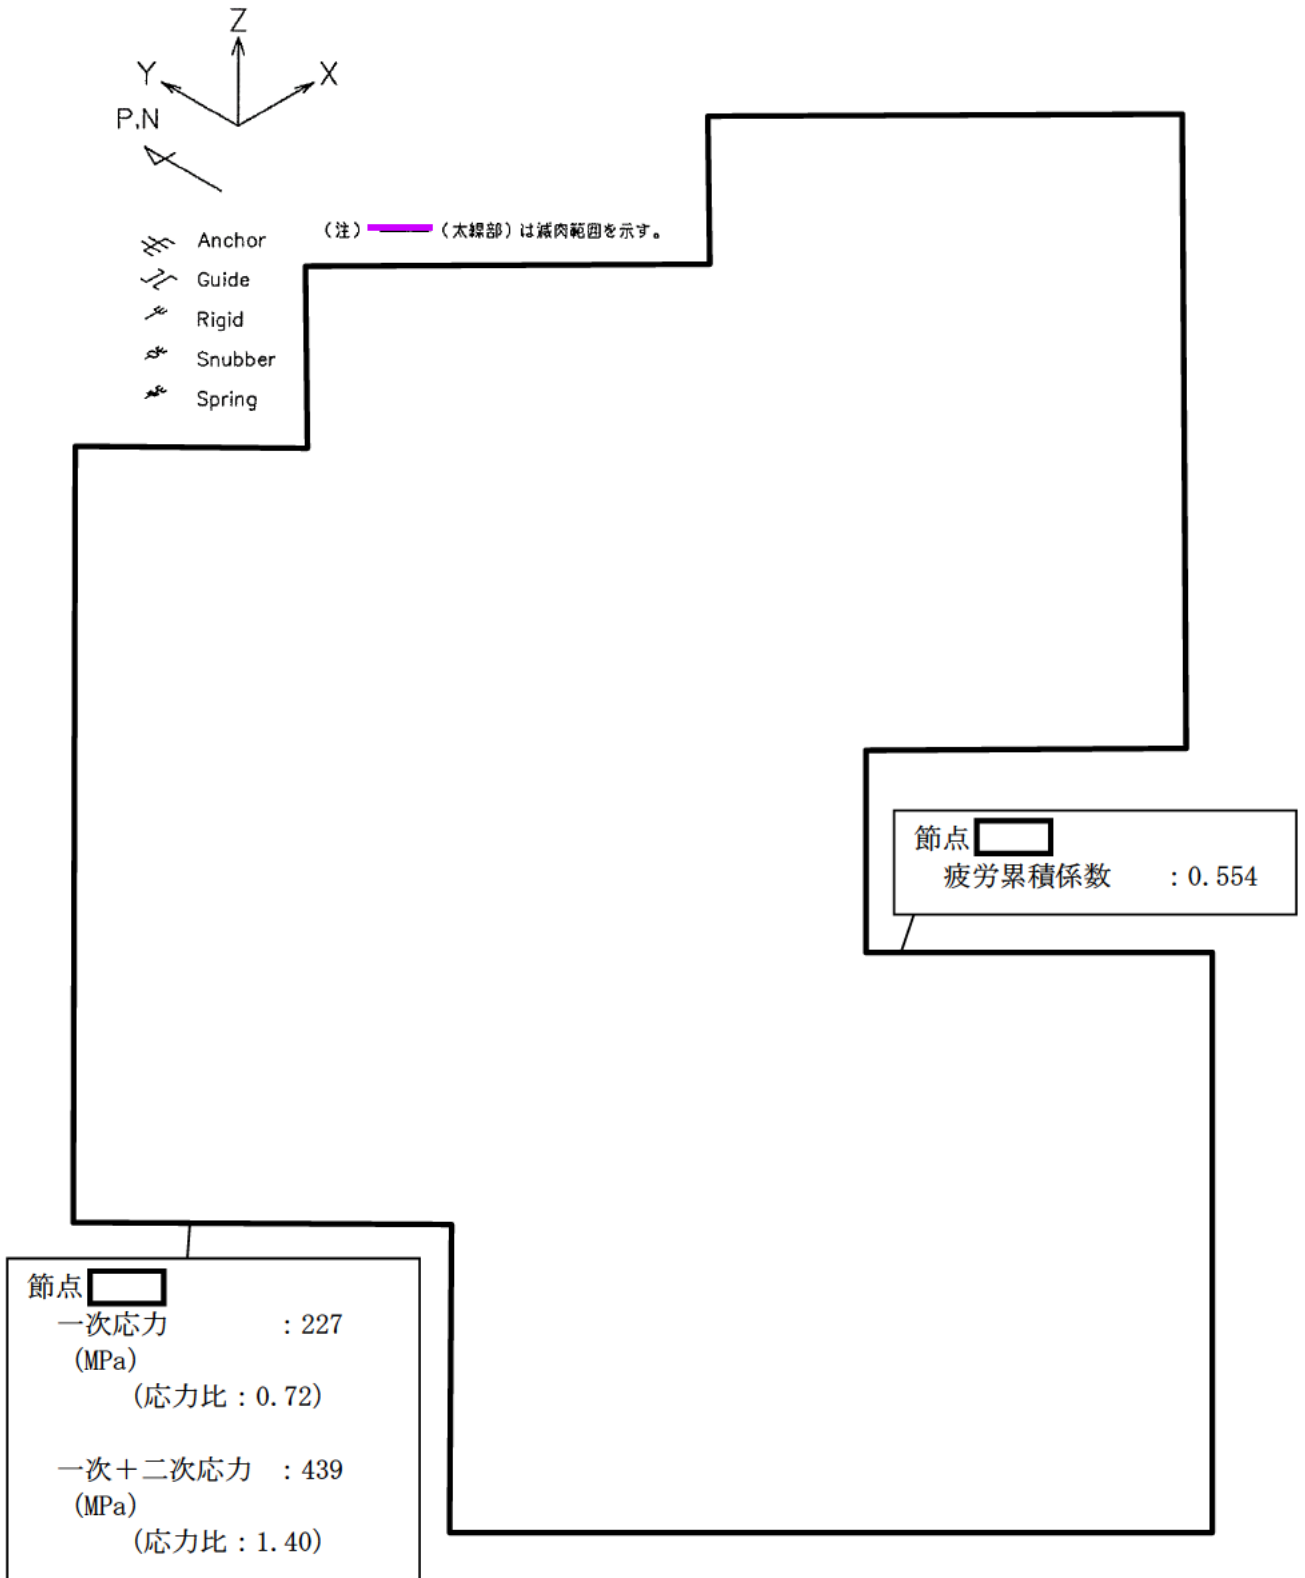 Z
Y
X
P.N
(注) (太線部) は減肉範囲を示す。
Anchor
Guide
Rigid
Snubber
Spring
節点
疲労累積係数 :0.554
節点
一次応力 :227
(MPa)
(応力比:0.72)
一次+二次応力 :439
(MPa)
(応力比:1.40)